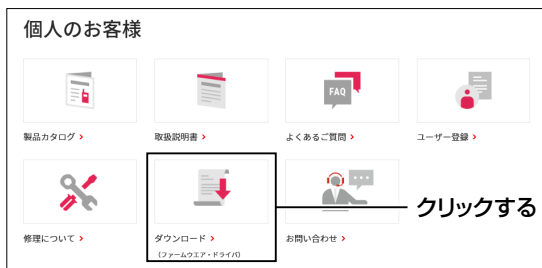 個人のお客様
FAQ
製品カタログ >
取扱説明書 >
よくあるご質問 >
ユーザー登録 >
クリックする
修理について >
ダウンロード >
(ファームウエア・ドライバ)
お問い合わせ >